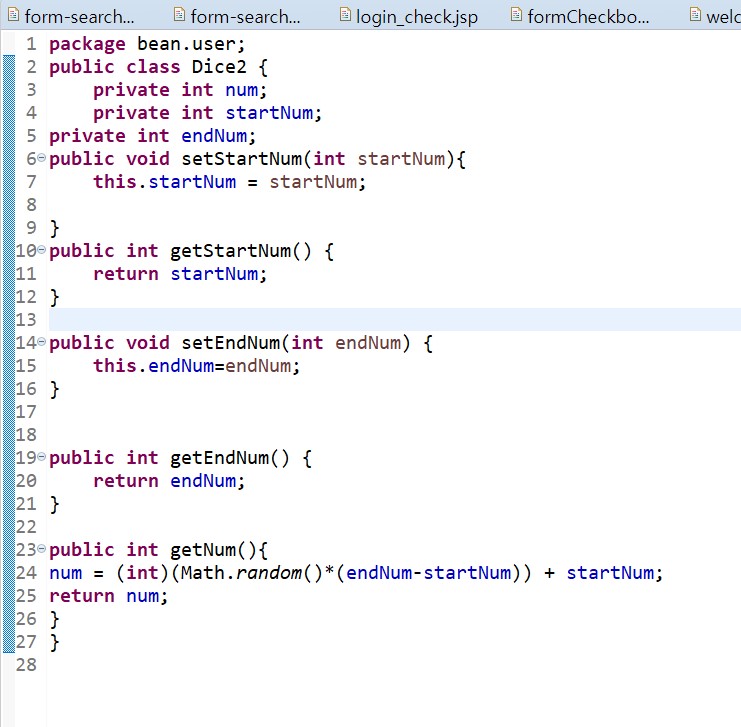 form-search... form-search... login_check.jsp formCheckbo... welc
1 package bean.user;
2 public class Dice2 {
3     private int num;
4     private int startNum;
5 private int endNum;
6 public void setStartNum(int startNum){
7     this.startNum = startNum;
8
9 }
10 public int getStartNum() {
11     return startNum;
12 }
13
14 public void setEndNum(int endNum) {
15     this.endNum=endNum;
16 }
17
18
19 public int getEndNum() {
20     return endNum;
21 }
22
23 public int getNum(){
24 num = (int)(Math.random()*(endNum-startNum)) + startNum;
25 return num;
26 }
27 }
28